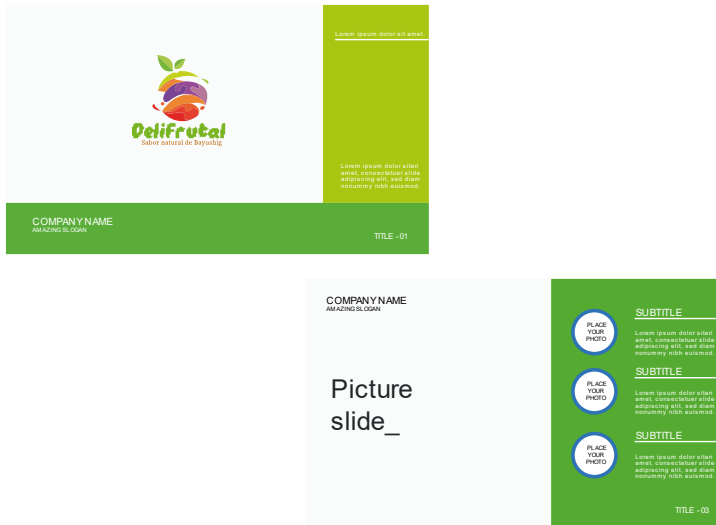 Lorem ipsum dolor sit amet.
DeliFrutal
Sabor natural de Bayushig
Lorem ipsum dolor siteri
amet, consectetuer slide
adipiscing elit, sed diam
nonummy nibh euismod.
COMPANY NAME
AMAZING SLOGAN
TITLE - 01
COMPANY NAME
AMAZING SLOGAN
Picture
slide_
PLACE
YOUR
PHOTO
SUBTITLE
Lorem ipsum dolor siteri
amet, consectetuer slide
adipiscing elit, sed diam
nonummy nibh euismod.
PLACE
YOUR
PHOTO
SUBTITLE
Lorem ipsum dolor siteri
amet, consectetuer slide
adipiscing elit, sed diam
nonummy nibh euismod.
PLACE
YOUR
PHOTO
SUBTITLE
Lorem ipsum dolor siteri
amet, consectetuer slide
adipiscing elit, sed diam
nonummy nibh euismod.
TITLE - 03